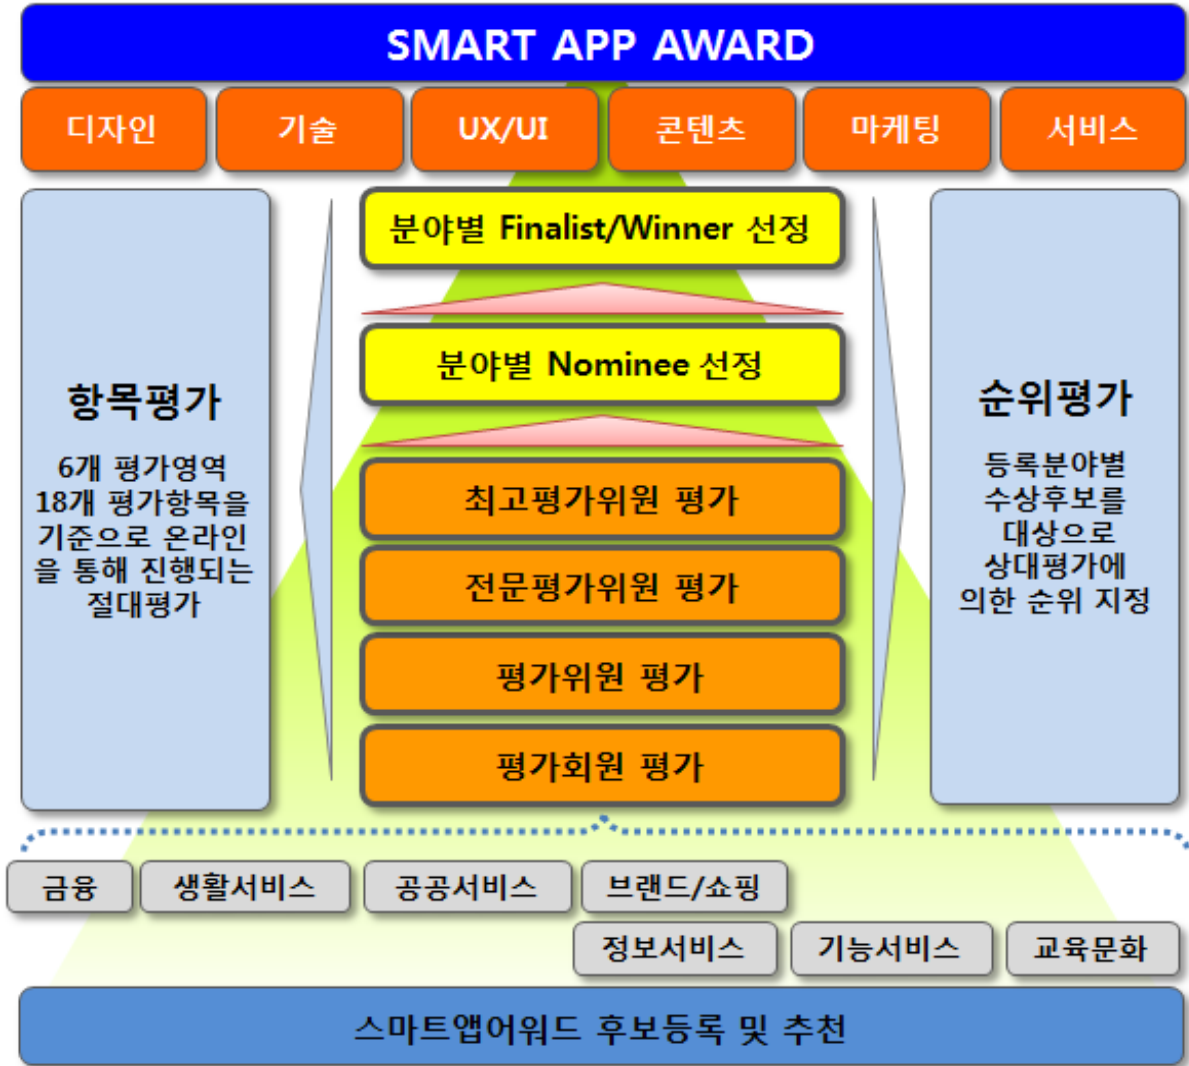 SMART APP AWARD
디자인
기술
UX/UI
콘텐츠
마케팅
서비스
분야별 Finalist/Winner 선정
분야별 Nominee 선정
항목평가
6개 평가영역
18개 평가항목을
기준으로 온라인
을 통해 진행되는
절대평가
최고평가위원 평가
전문평가위원 평가
평가위원 평가
평가회원 평가
순위평가
등록분야별
수상후보를
대상으로
상대평가에
의한 순위 지정
금융
생활서비스
공공서비스
브랜드/쇼핑
정보서비스
기능서비스
교육문화
스마트앱어워드 후보등록 및 추천